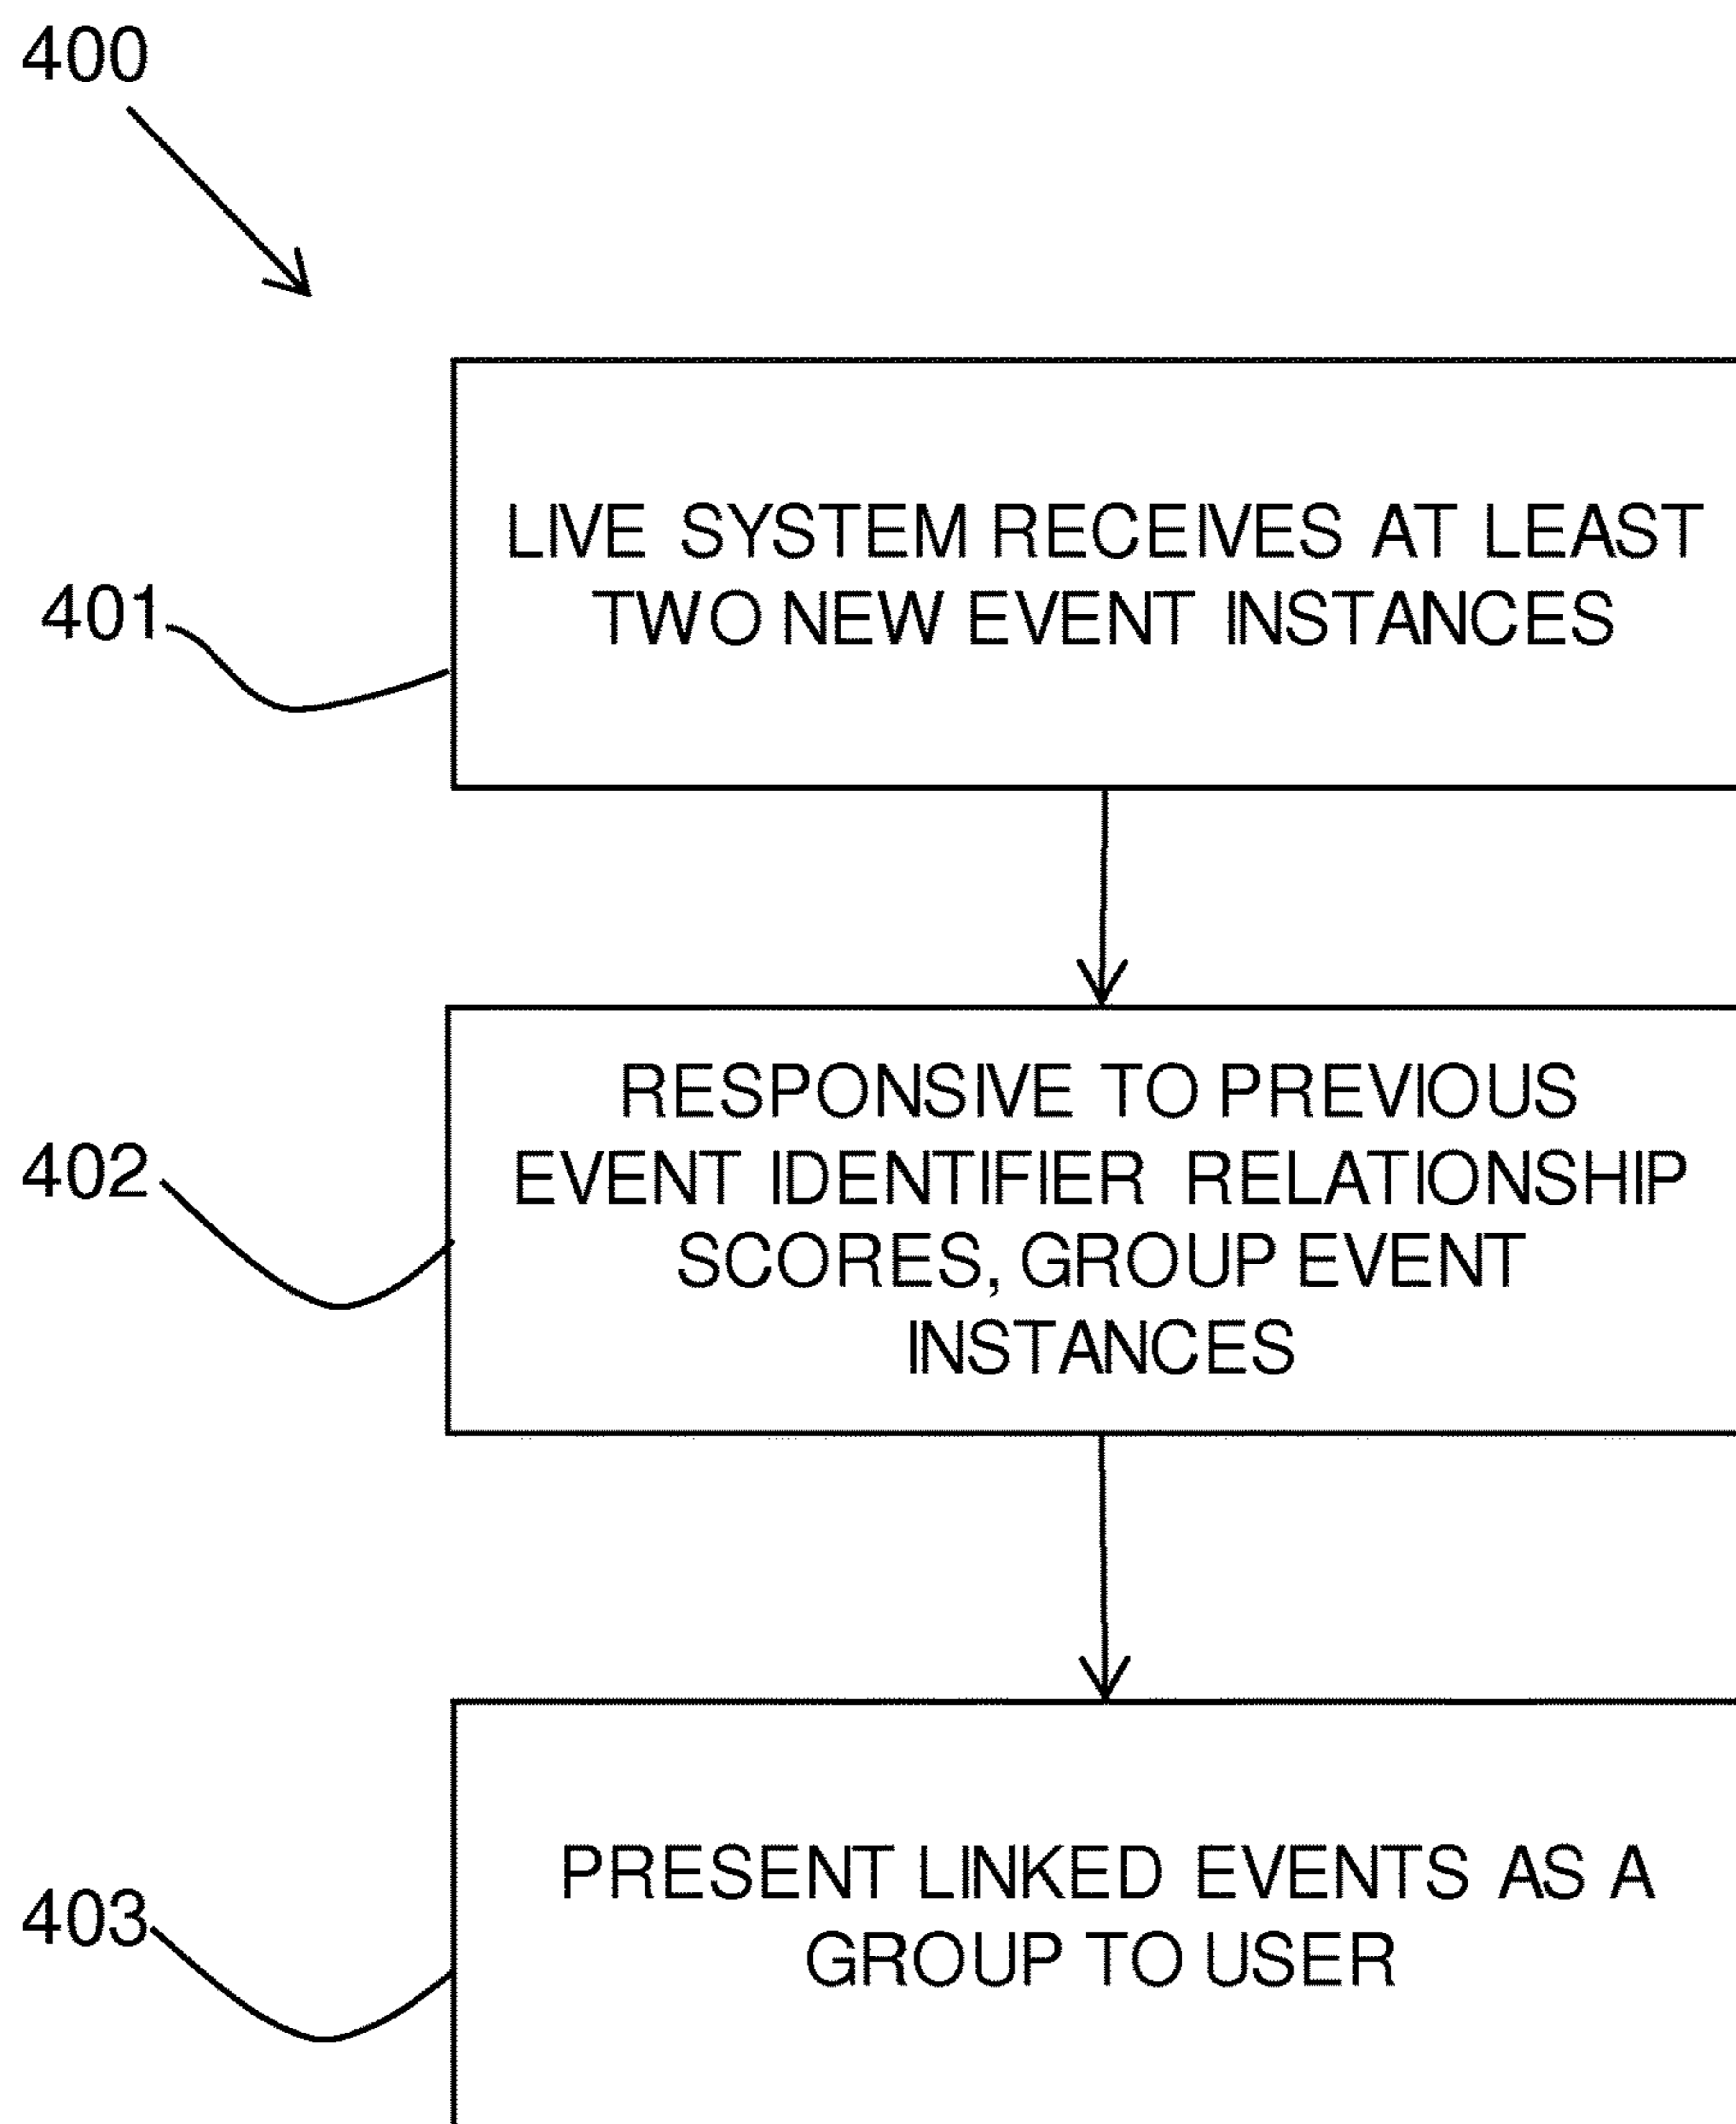 400
LIVE SYSTEM RECEIVES AT LEAST
TWO NEW EVENT INSTANCES
401
RESPONSIVE TO PREVIOUS
EVENT IDENTIFIER RELATIONSHIP
SCORES, GROUP EVENT
INSTANCES
402
PRESENT LINKED EVENTS AS A
GROUP TO USER
403